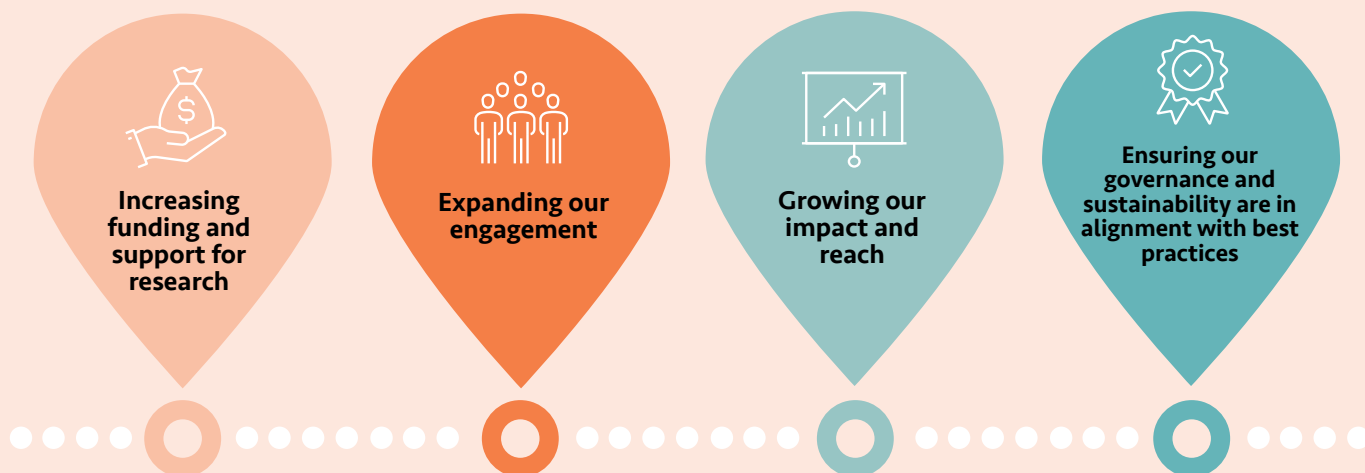 Increasing
funding and
support for
research
Expanding our
engagement
Growing our
impact and
reach
Ensuring our
governance and
sustainability are in
alignment with best
practices